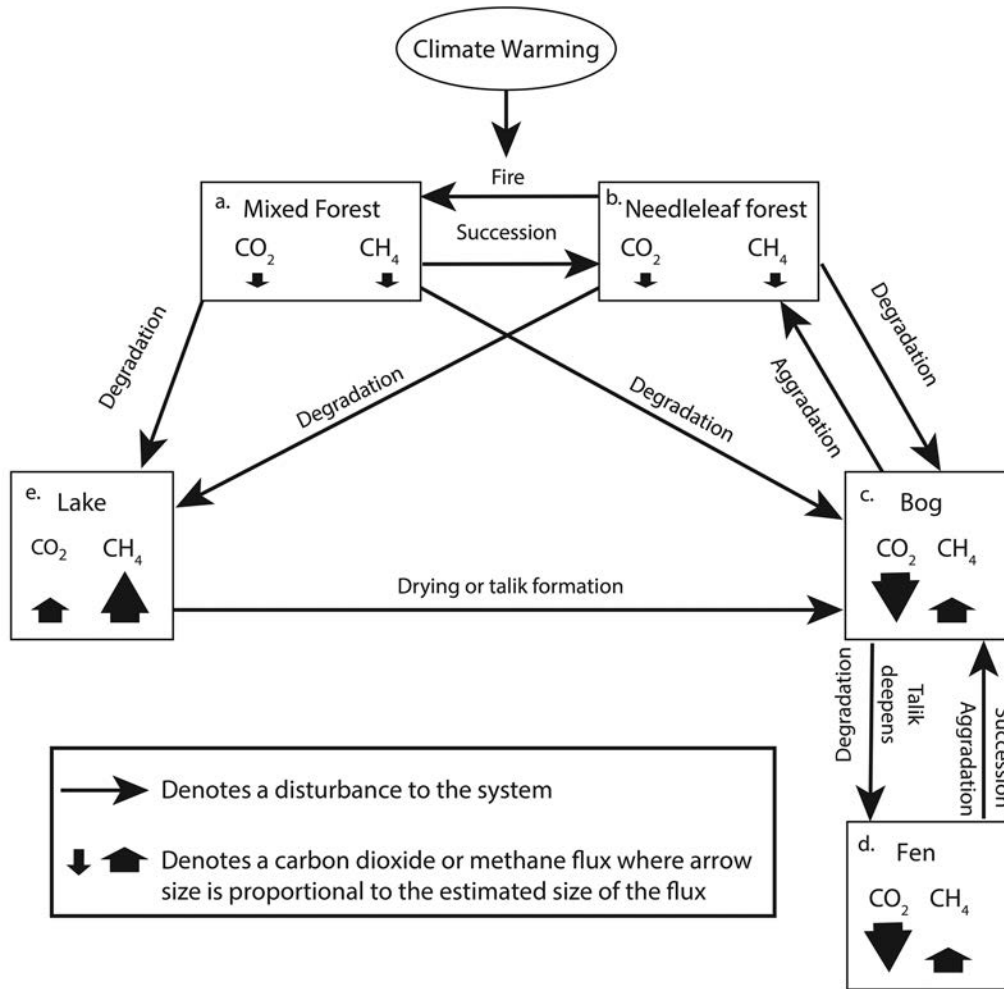 Climate Warming
Fire
a. Mixed Forest
CO₂ CH₄
Succession
b. Needleleaf forest
CO₂ CH₄
Degradation
Degradation
Degradation
Aggradation
Degradation
e. Lake
CO₂ CH₄
Drying or talik formation
c. Bog
CO₂ CH₄
Degradation
Talik
deepens
Aggradation
Succession
d. Fen
CO₂ CH₄
Denotes a disturbance to the system
Denotes a carbon dioxide or methane flux where arrow
size is proportional to the estimated size of the flux